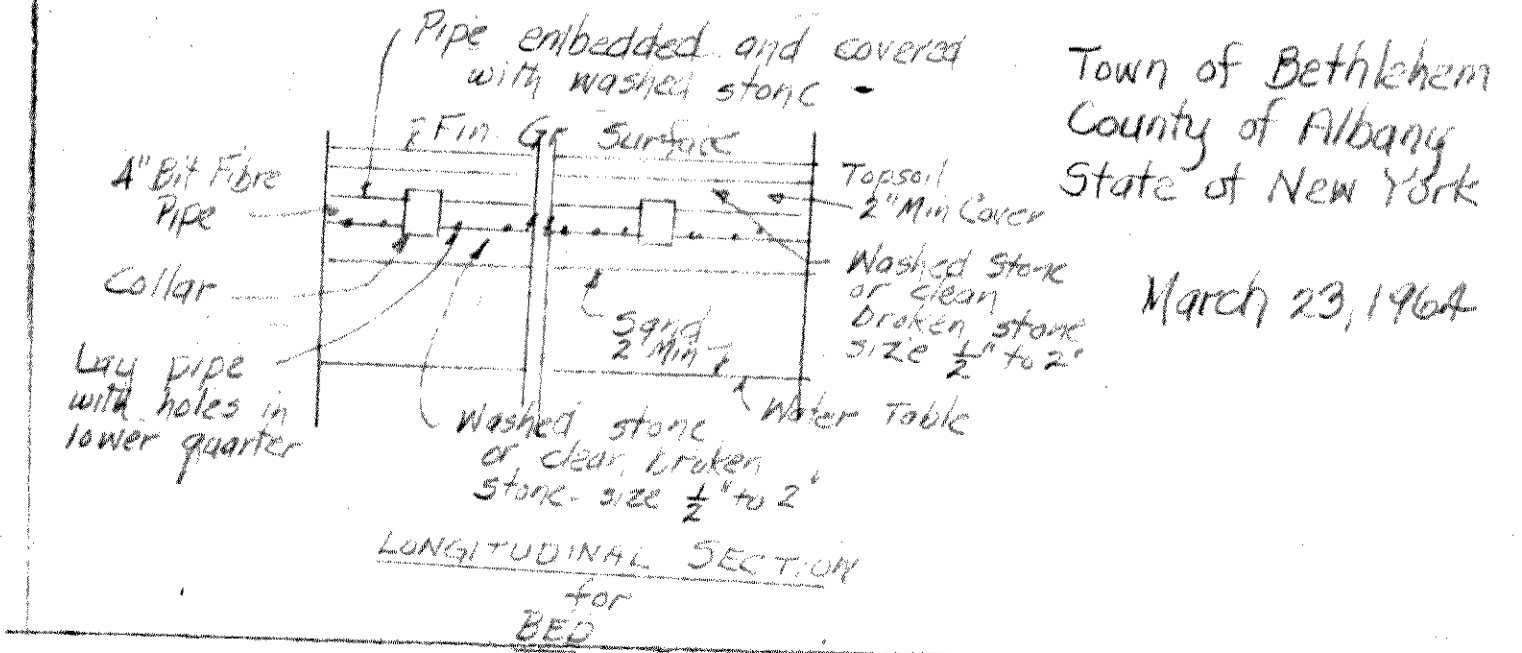 Pipe embedded and covered
with washed stone
Fin. Gr. Surface
4" Bit Fibre
Pipe
Collar
Lay pipe
with holes in
lower quarter
Topsoil
2" Min Cover
Washed Stone
or clean
broken stone
size 1/2" to 2"
Sand
2' Min
Water Table
Washed stone
or clean, broken
stone - size 1/2" to 2"
LONGITUDINAL SECTION
for
BED
Town of Bethlehem
County of Albany
State of New York
March 23, 1964